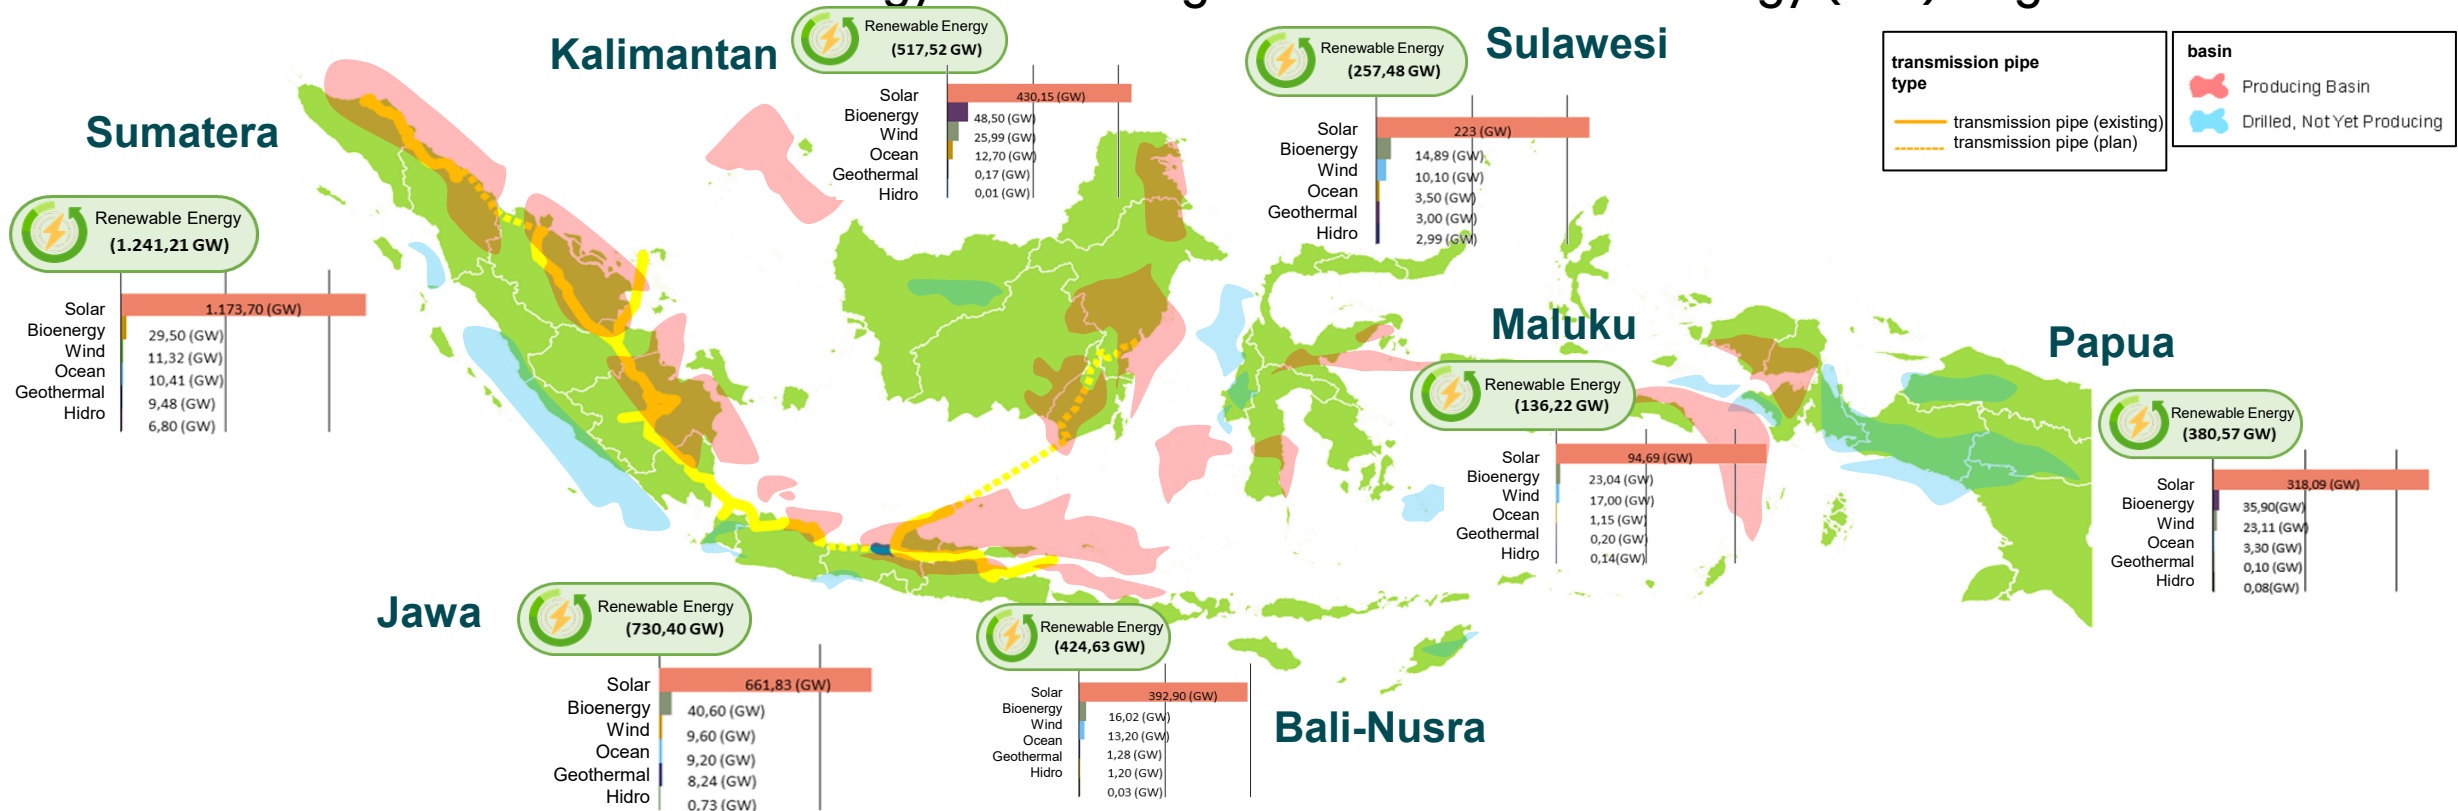 Kalimantan
Renewable Energy
(517,52 GW)
Solar
430,15 (GW)
Bioenergy
48,50 (GW)
Wind
25,99 (GW)
Ocean
12,70 (GW)
Geothermal
0,17 (GW)
Hidro
0,01 (GW)
Sulawesi
Renewable Energy
(257,48 GW)
Solar
223 (GW)
Bioenergy
14,89 (GW)
Wind
10,10 (GW)
Ocean
3,50 (GW)
Geothermal
3,00 (GW)
Hidro
2,99 (GW)
transmission pipe
type
transmission pipe (existing)
transmission pipe (plan)
basin
Producing Basin
Drilled, Not Yet Producing
Sumatera
Renewable Energy
(1.241,21 GW)
Solar
1.173,70 (GW)
Bioenergy
29,50 (GW)
Wind
11,32 (GW)
Ocean
10,41 (GW)
Geothermal
9,48 (GW)
Hidro
6,80 (GW)
Maluku
Renewable Energy
(136,22 GW)
Solar
94,69 (GW)
Bioenergy
23,04 (GW)
Wind
17,00 (GW)
Ocean
1,15 (GW)
Geothermal
0,20 (GW)
Hidro
0,14(GW)
Papua
Renewable Energy
(380,57 GW)
Solar
318,09 (GW)
Bioenergy
35,90(GW)
Wind
23,11 (GW)
Ocean
3,30 (GW)
Geothermal
0,10 (GW)
Hidro
0,08(GW)
Jawa
Renewable Energy
(730,40 GW)
Solar
661,83 (GW)
Bioenergy
40,60 (GW)
Wind
9,60 (GW)
Ocean
9,20 (GW)
Geothermal
8,24 (GW)
Hidro
0,73 (GW)
Renewable Energy
(424,63 GW)
Solar
392,90 (GW)
Bioenergy
16,02 (GW)
Wind
13,20 (GW)
Ocean
1,28 (GW)
Geothermal
1,20 (GW)
Hidro
0,03 (GW)
Bali-Nusra